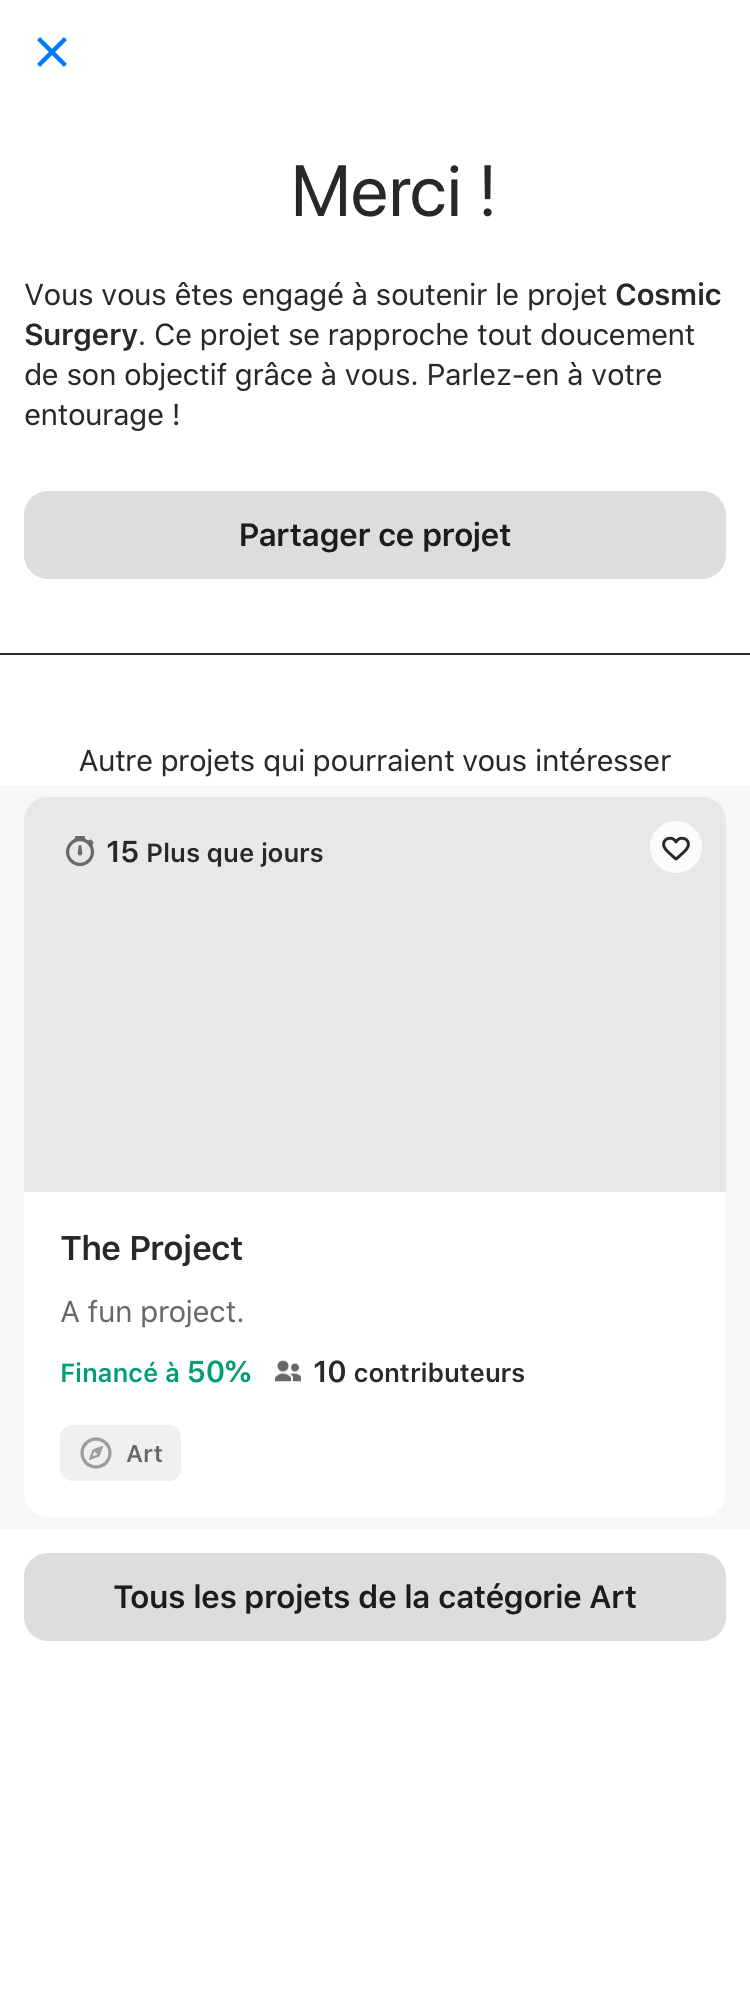 Merci !
Vous vous êtes engagé à soutenir le projet Cosmic
Surgery. Ce projet se rapproche tout doucement
de son objectif grâce à vous. Parlez-en à votre
entourage !
Partager ce projet
Autre projets qui pourraient vous intéresser
15 Plus que jours
The Project
A fun project.
Financé à 50% 10 contributeurs
Art
Tous les projets de la catégorie Art